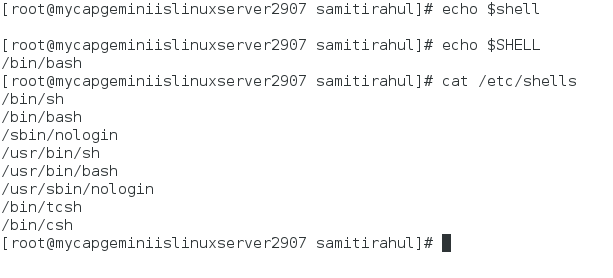 [root@mycapgeminiislinuxserver2907 samitirahul]# echo $shell
[root@mycapgeminiislinuxserver2907 samitirahul]# echo $SHELL
/bin/bash
[root@mycapgeminiislinuxserver2907 samitirahul]# cat /etc/shells
/bin/sh
/bin/bash
/sbin/nologin
/usr/bin/sh
/usr/bin/bash
/usr/sbin/nologin
/bin/tcsh
/bin/csh
[root@mycapgeminiislinuxserver2907 samitirahul]#